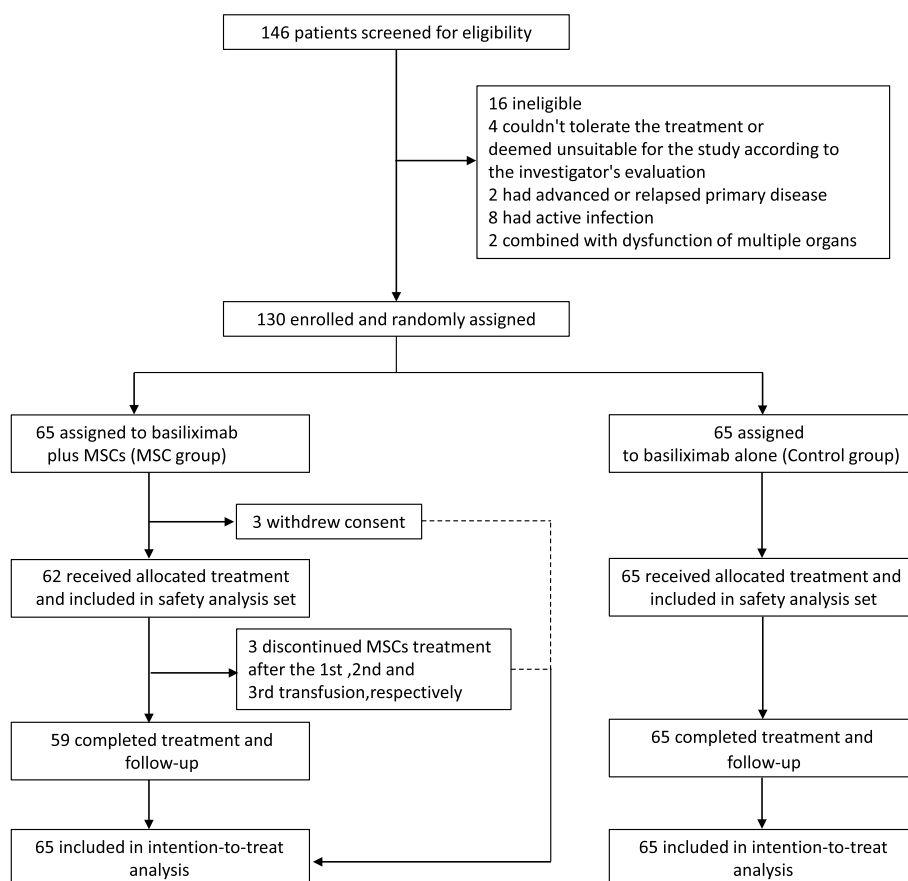 146 patients screened for eligibility
16 ineligible
4 couldn't tolerate the treatment or
deemed unsuitable for the study according to
the investigator's evaluation
2 had advanced or relapsed primary disease
8 had active infection
2 combined with dysfunction of multiple organs
130 enrolled and randomly assigned
65 assigned to basiliximab
plus MSCs (MSC group)
65 assigned
to basiliximab alone (Control group)
3 withdrew consent
62 received allocated treatment
and included in safety analysis set
65 received allocated treatment and
included in safety analysis set
3 discontinued MSCs treatment
after the 1st ,2nd and
3rd transfusion,respectively
59 completed treatment and
follow-up
65 completed treatment and
follow-up
65 included in intention-to-treat
analysis
65 included in intention-to-treat
analysis